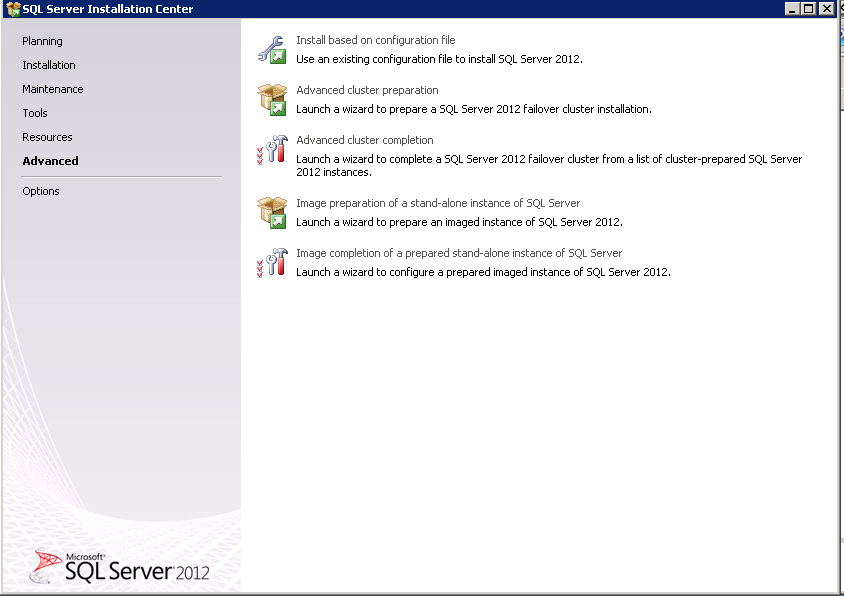 SQL Server Installation Center
Planning
Installation
Maintenance
Tools
Resources
Advanced
Options
Install based on configuration file
Use an existing configuration file to install SQL Server 2012.
Advanced cluster preparation
Launch a wizard to prepare a SQL Server 2012 failover cluster installation.
Advanced cluster completion
Launch a wizard to complete a SQL Server 2012 failover cluster from a list of cluster-prepared SQL Server
2012 instances.
Image preparation of a stand-alone instance of SQL Server
Launch a wizard to prepare an imaged instance of SQL Server 2012.
Image completion of a prepared stand-alone instance of SQL Server
Launch a wizard to configure a prepared imaged instance of SQL Server 2012.
Microsoft®
SQL Server 2012